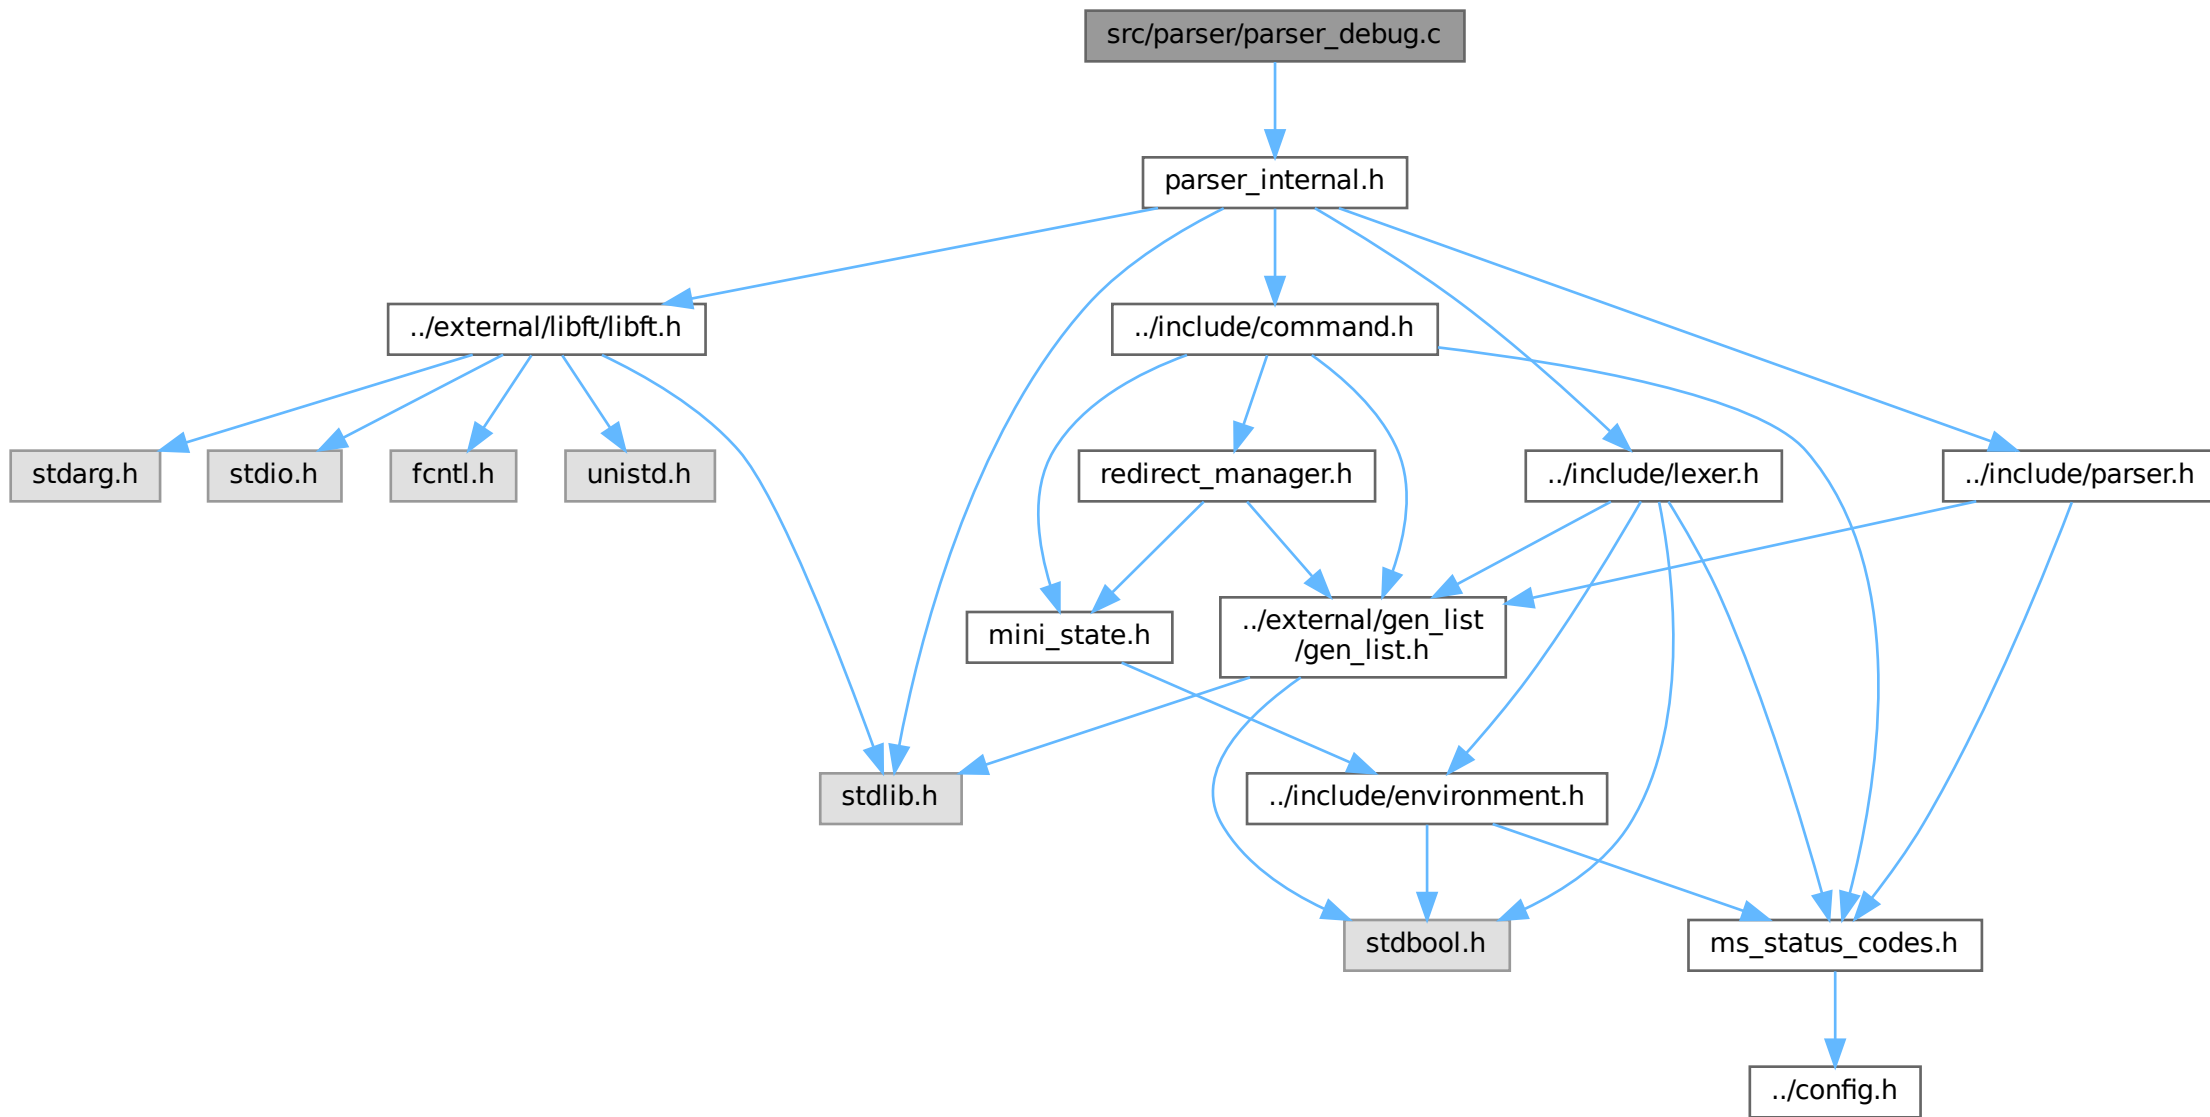 src/parser/parser_debug.c
parser_internal.h
../external/libft/libft.h
../include/command.h
stdarg.h
stdio.h
fcntl.h
unistd.h
redirect_manager.h
../include/lexer.h
../include/parser.h
mini_state.h
../external/gen_list
/gen_list.h
stdlib.h
../include/environment.h
stdbool.h
ms_status_codes.h
../config.h